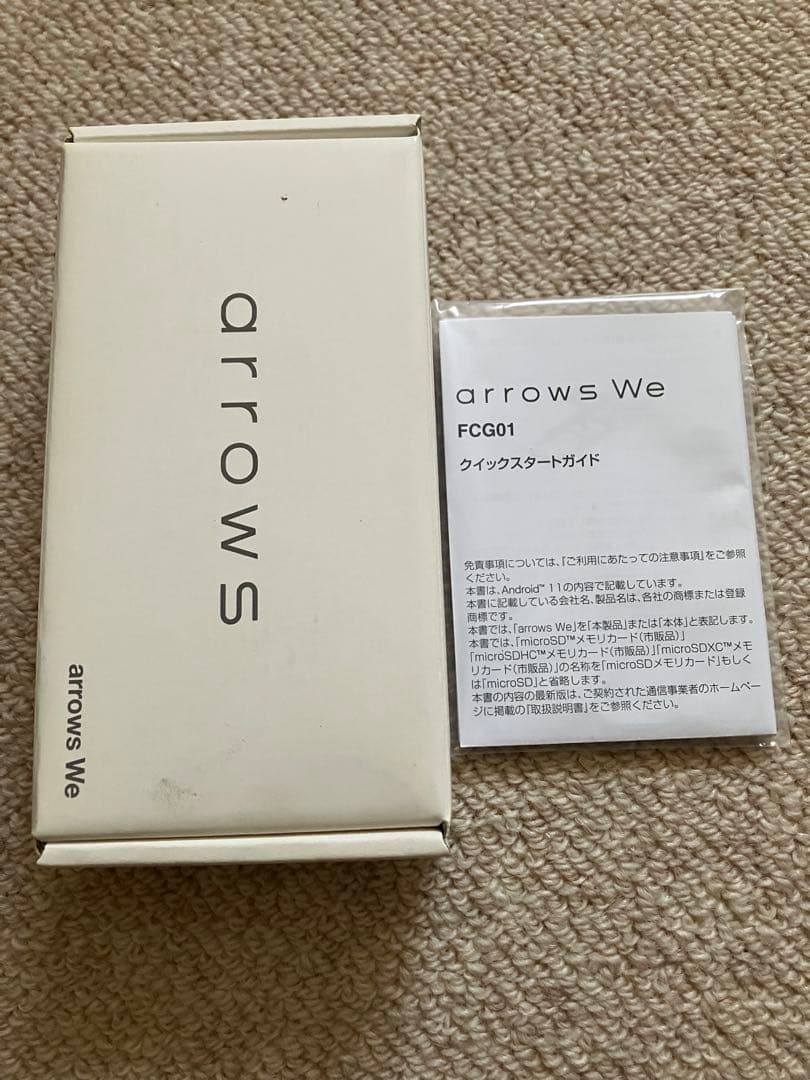 arrows
arrows We
arrows We
FCG01
クイックスタートガイド
免責事項については、「ご利用にあたっての注意事項」をご参照
ください。
本書は、Android™ 11の内容で記載しています。
本書に記載している会社名、製品名は、各社の商標または登録
商標です。
本書では、「arrows We」を「本製品」または「本体」と表記します。
本書では、「microSD™メモリカード(市販品)」
「microSDHC™メモリカード(市販品)」「microSDXC™メモ
リカード(市販品)」の名称を「microSDメモリカード」もしく
は「microSD」と省略します。
本書の内容の最新版は、ご契約された通信事業者のホームペー
ジに掲載の「取扱説明書」をご参照ください。